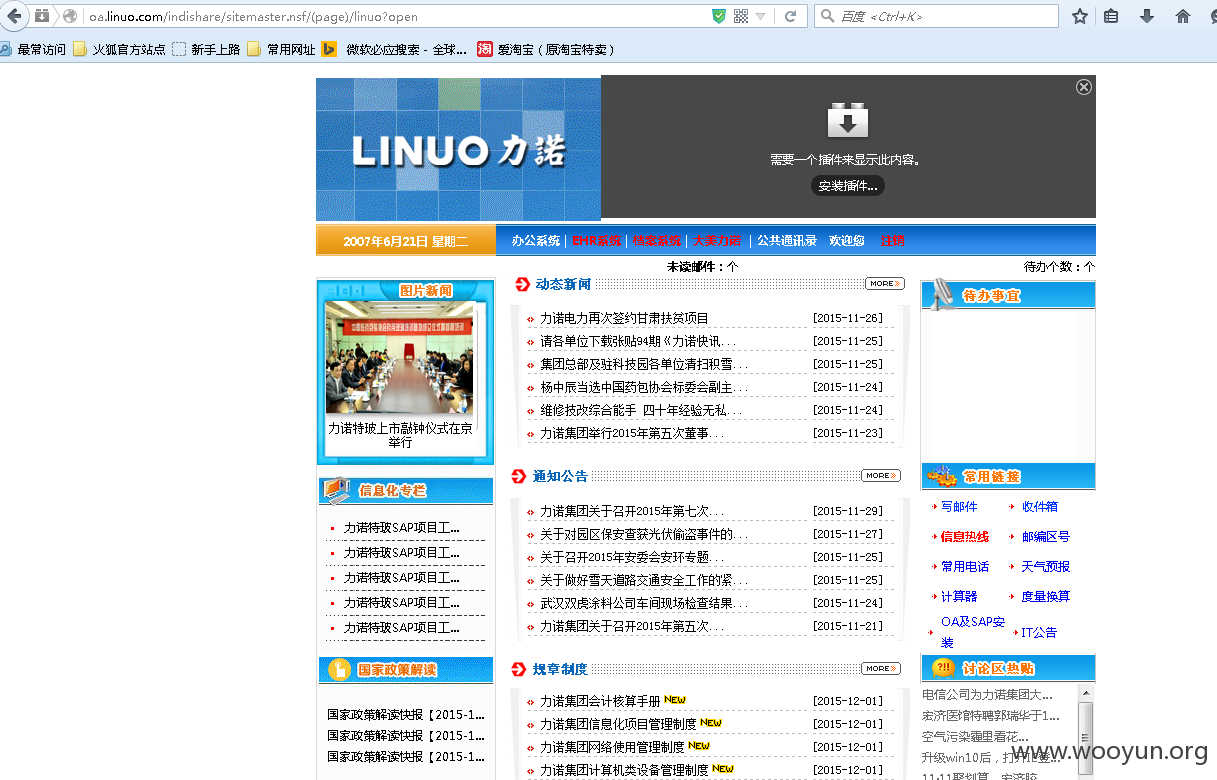 oa.linuo.com/indishare/sitemaster.nsf/(page)/linuo?open
百度 <Ctrl+K>
最常访问 火狐官方站点 新手上路 常用网址 微软必应搜索 - 全球... 爱淘宝（原淘宝特卖）
LINUO 力諾
需要一个插件来显示此内容。
安装插件...
2007年6月21日 星期二
办公系统 | EHR系统 | 档案系统 | 大美力诺 | 公共通讯录 欢迎您 注销
未读邮件：个
待办个数：个
图片新闻
力诺特玻上市敲钟仪式在京
举行
信息化专栏
力诺特玻SAP项目工...
力诺特玻SAP项目工...
力诺特玻SAP项目工...
力诺特玻SAP项目工...
力诺特玻SAP项目工...
国家政策解读
国家政策解读快报【2015-1...
国家政策解读快报【2015-1...
国家政策解读快报【2015-1...
动态新闻 MORE
力诺电力再次签约甘肃扶贫项目 [2015-11-26]
请各单位下载张贴94期《力诺快讯... [2015-11-25]
集团总部及驻科技园各单位清扫积雪... [2015-11-25]
杨中辰当选中国药包协会标委会副主... [2015-11-24]
维修技改综合能手 四十年经验无私... [2015-11-24]
力诺集团举行2015年第五次董事... [2015-11-23]
通知公告 MORE
力诺集团关于召开2015年第七次... [2015-11-29]
关于对园区保安查获光伏偷盗事件的... [2015-11-27]
关于召开2015年安委会安环专题... [2015-11-25]
关于做好雪天道路交通安全工作的紧... [2015-11-25]
武汉双虎涂料公司车间现场检查结果... [2015-11-24]
力诺集团关于召开2015年第五次... [2015-11-21]
规章制度 MORE
力诺集团会计核算手册 NEW [2015-12-01]
力诺集团信息化项目管理制度 NEW [2015-12-01]
力诺集团网络使用管理制度 NEW [2015-12-01]
力诺集团计算机类设备管理制度 NEW [2015-12-01]
待办事宜
常用链接
写邮件 收件箱
信息热线 邮编区号
常用电话 天气预报
计算器 度量换算
OA及SAP安
装
IT公告
讨论区热贴
电信公司为力诺集团大...
宏济医馆特聘郭瑞华于1...
空气污染雾里看花...
升级win10后，打开
www.wooyun.org